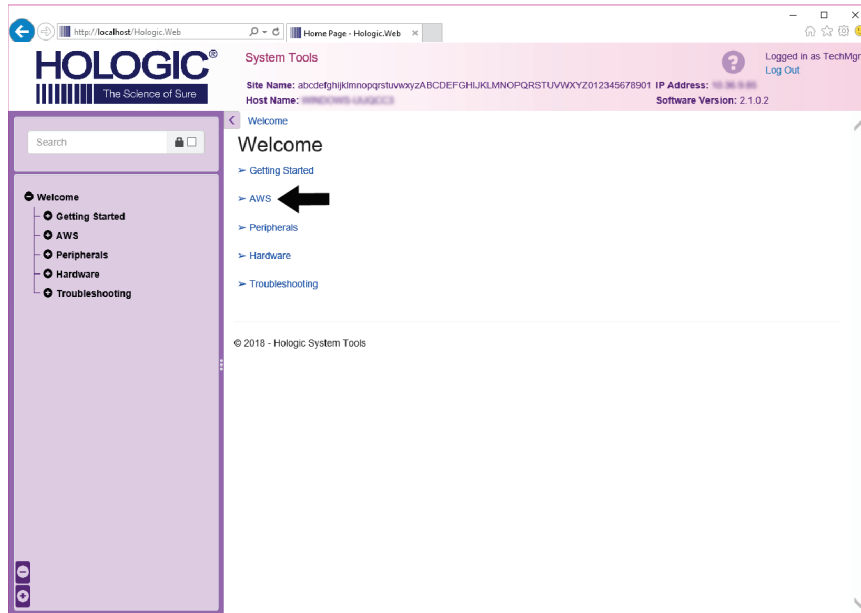 http://localhost/Hologic.Web
Home Page - Hologic.Web
HOLOGIC®
The Science of Sure
System Tools
Logged in as TechMgr
Log Out
Site Name: abcdefghijklmnopqrstuvwxyzABCDEFGHIJKLMNOPQRSTUVWXYZ012345678901 IP Address:
Host Name:
Software Version: 2.1.0.2
Search
Welcome
Getting Started
AWS
Peripherals
Hardware
Troubleshooting
Welcome
Welcome
➢ Getting Started
➢ AWS
➢ Peripherals
➢ Hardware
➢ Troubleshooting
© 2018 - Hologic System Tools